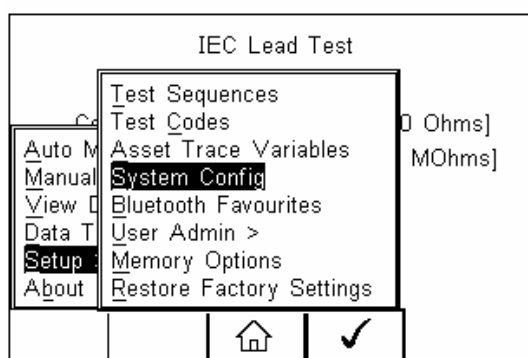 IEC Lead Test
Test Sequences
Test Codes
Asset Trace Variables
System Config
Bluetooth Favourites
User Admin >
Memory Options
Restore Factory Settings
Ohms]
MOhms]
Auto
Manual
View
Data
Setup
About